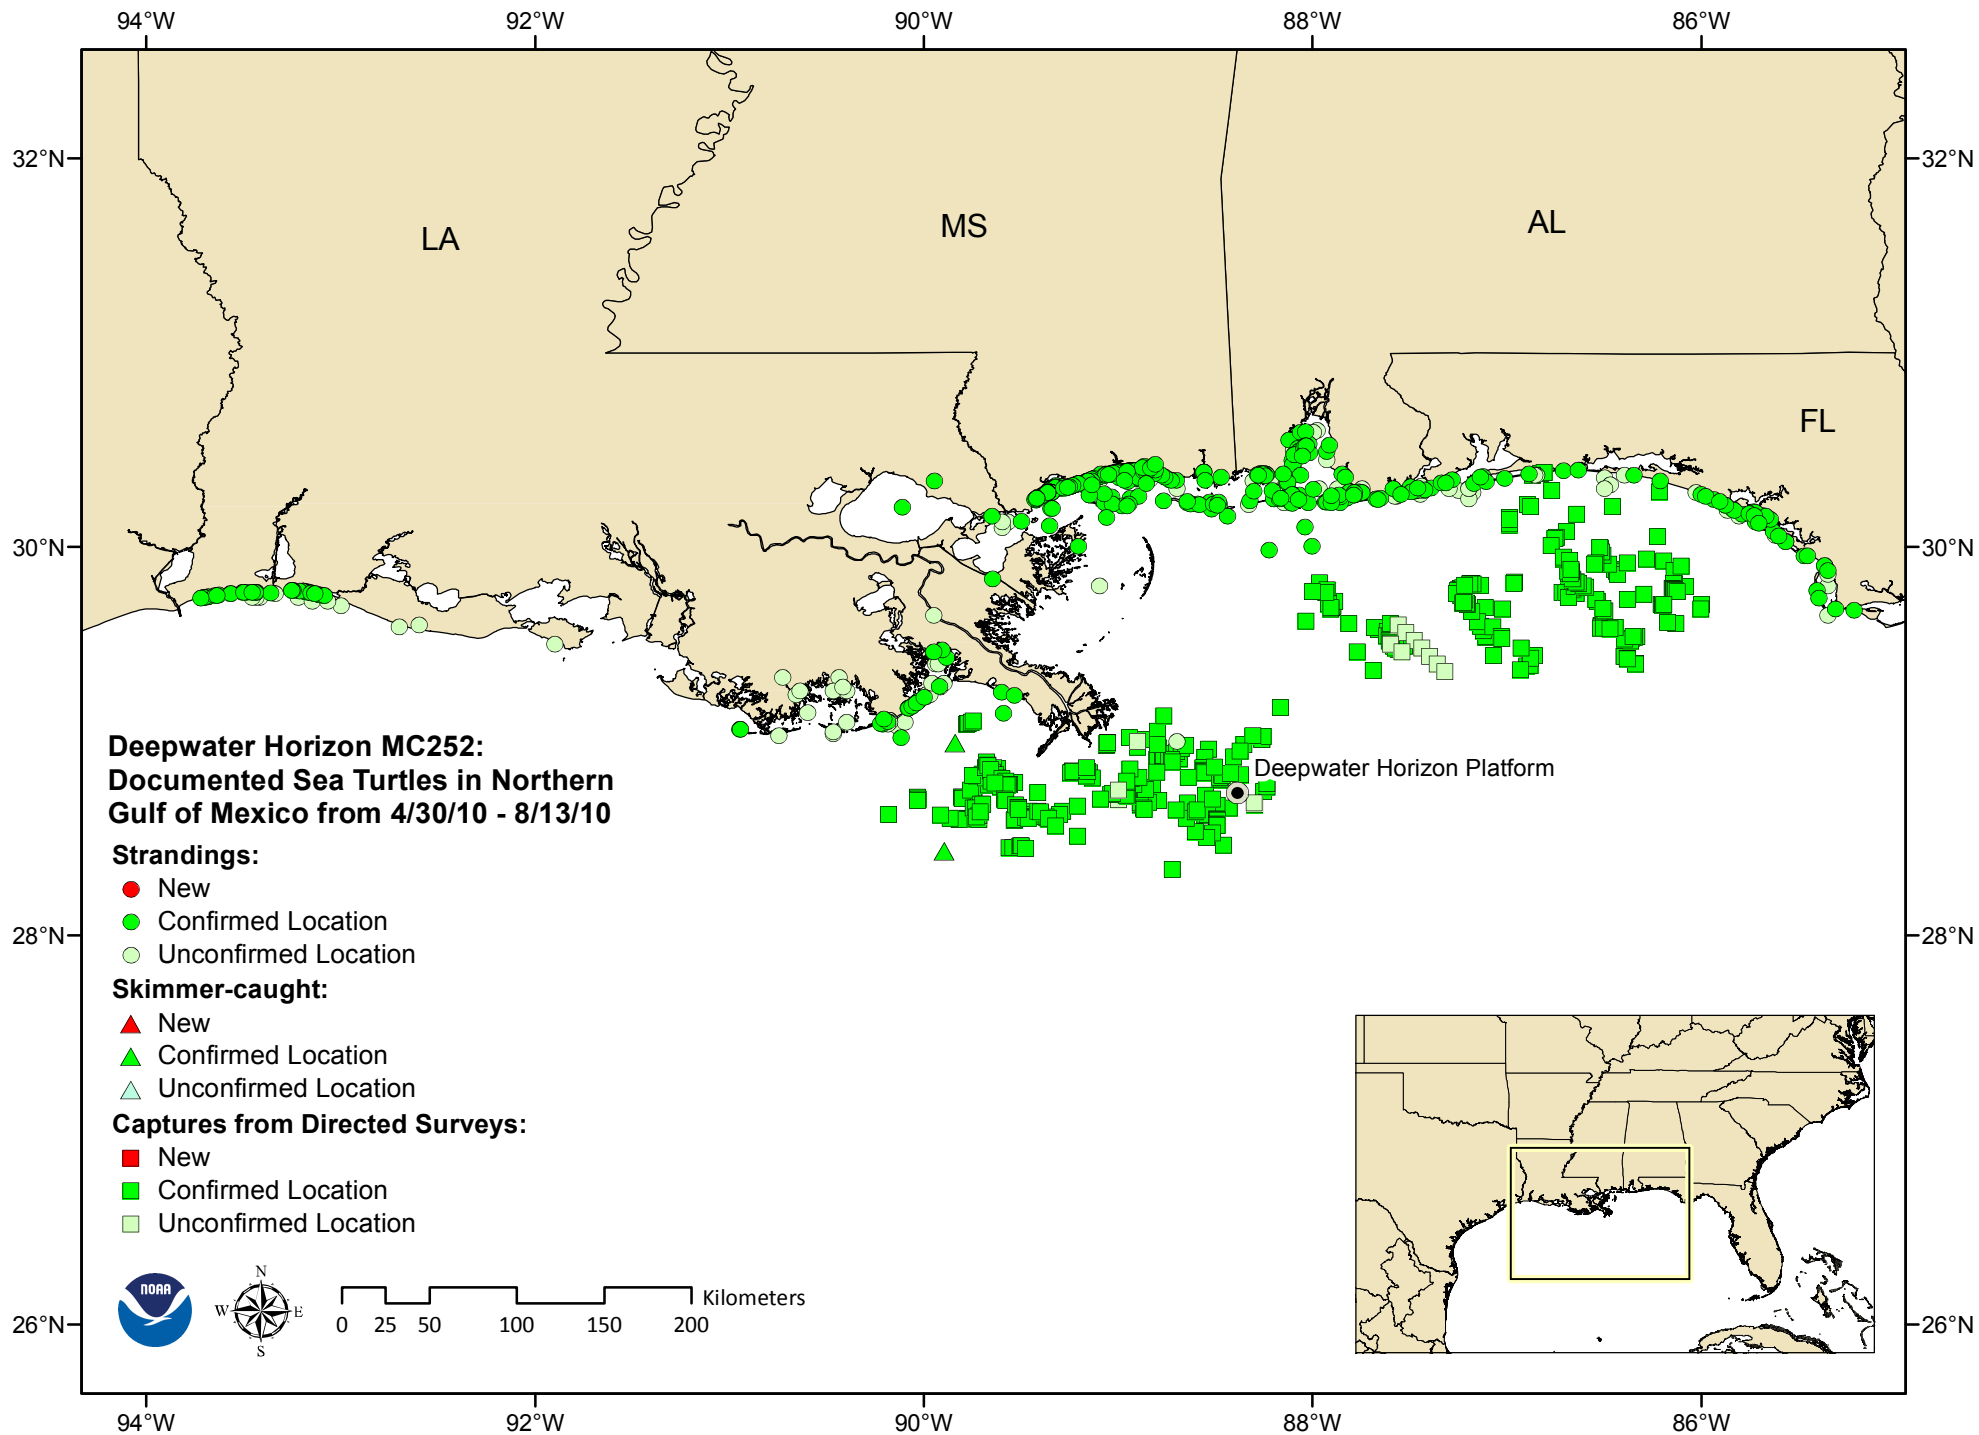 94°W 92°W 90°W 88°W 86°W
32°N 32°N
LA MS AL
FL
30°N 30°N
Deepwater Horizon Platform
Deepwater Horizon MC252:
Documented Sea Turtles in Northern
Gulf of Mexico from 4/30/10 - 8/13/10
Strandings:
New
Confirmed Location
Unconfirmed Location
28°N 28°N
Skimmer-caught:
New
Confirmed Location
Unconfirmed Location
Captures from Directed Surveys:
New
Confirmed Location
Unconfirmed Location
NOAA
N
W E
S
Kilometers
0 25 50 100 150 200
26°N 26°N
94°W 92°W 90°W 88°W 86°W